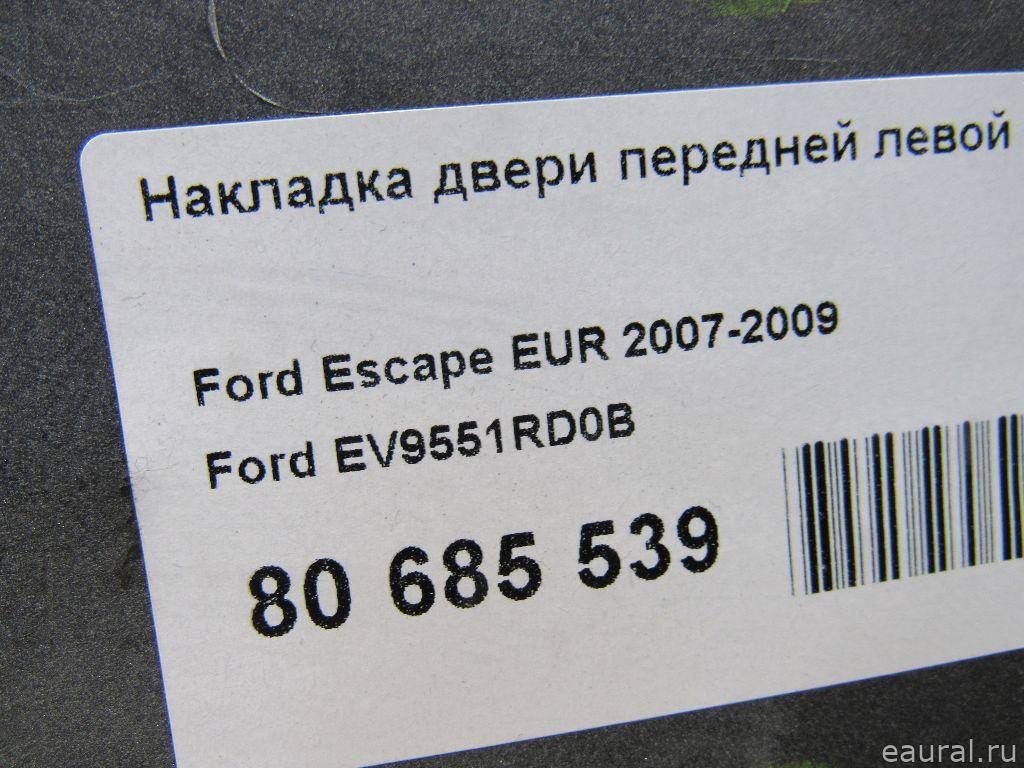 Накладка двери передней левой
Ford Escape EUR 2007-2009
Ford EV9551RD0B
80 685 539
eaural.ru